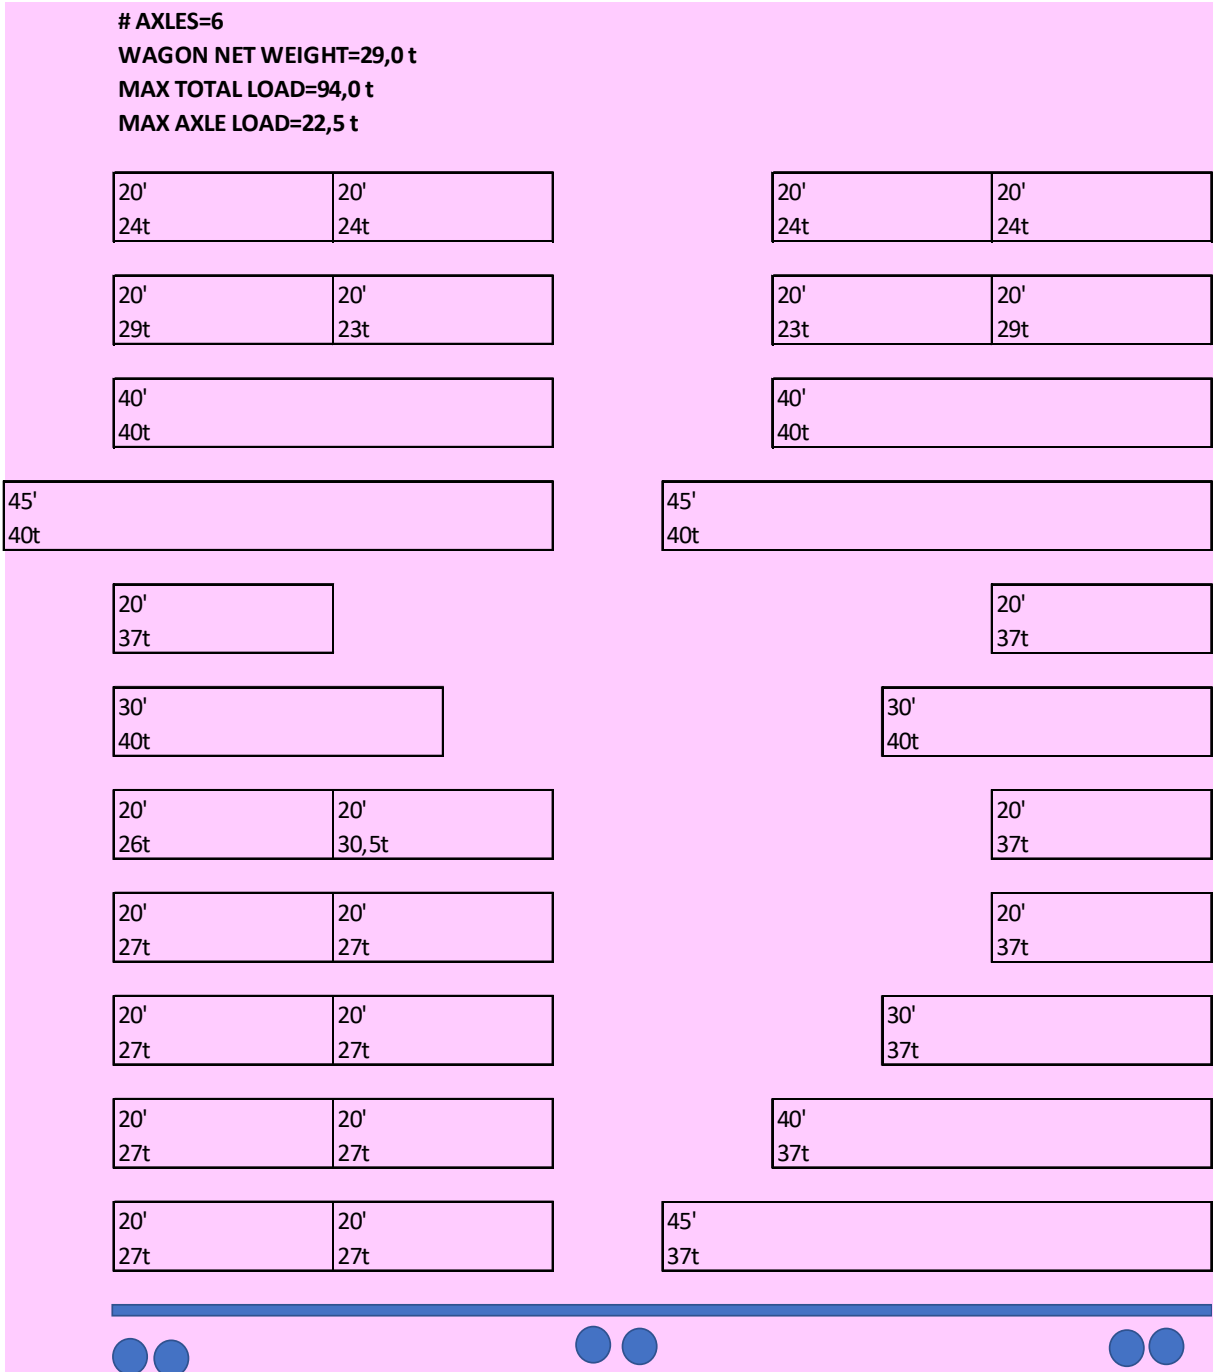 # AXLES=6
WAGON NET WEIGHT=29,0 t
MAX TOTAL LOAD=94,0 t
MAX AXLE LOAD=22,5 t
20' 20' 20' 20'
24t 24t 24t 24t
20' 20' 20' 20'
29t 23t 23t 29t
40' 40'
40t 40t
45' 45'
40t 40t
20' 20'
37t 37t
30' 30'
40t 40t
20' 20' 20'
26t 30,5t 37t
20' 20' 20'
27t 27t 37t
20' 20' 30'
27t 27t 37t
20' 20' 40'
27t 27t 37t
20' 20' 45'
27t 27t 37t